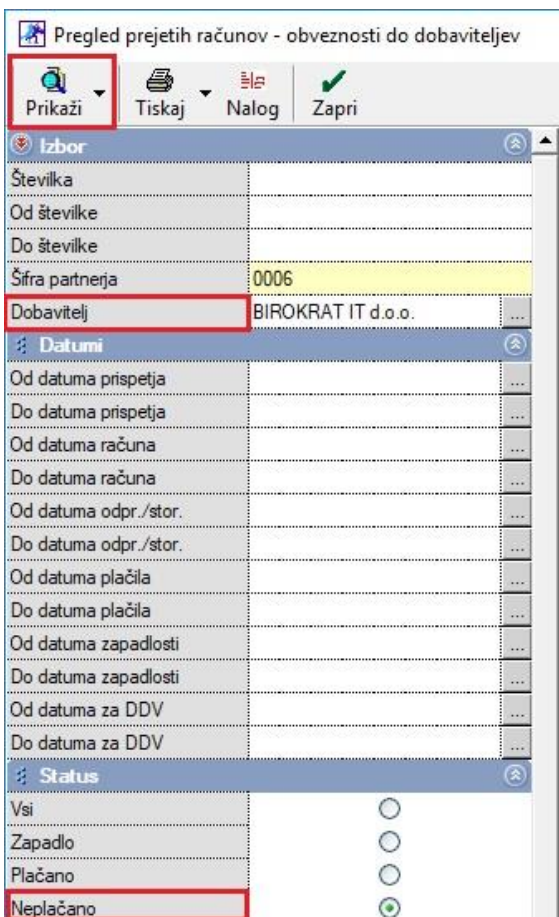 Pregled prejetih računov - obveznosti do dobaviteljev
Prikaži Tiskaj Nalog Zapri
Izbor
Številka
Od številke
Do številke
Šifra partnerja 0006
Dobavitelj BIROKRAT IT d.o.o. ...
Datumi
Od datuma prispetja ...
Do datuma prispetja ...
Od datuma računa ...
Do datuma računa ...
Od datuma odpr./stor. ...
Do datuma odpr./stor. ...
Od datuma plačila ...
Do datuma plačila ...
Od datuma zapadlosti ...
Do datuma zapadlosti ...
Od datuma za DDV ...
Do datuma za DDV ...
Status
Vsi
Zapadlo
Plačano
Neplačano